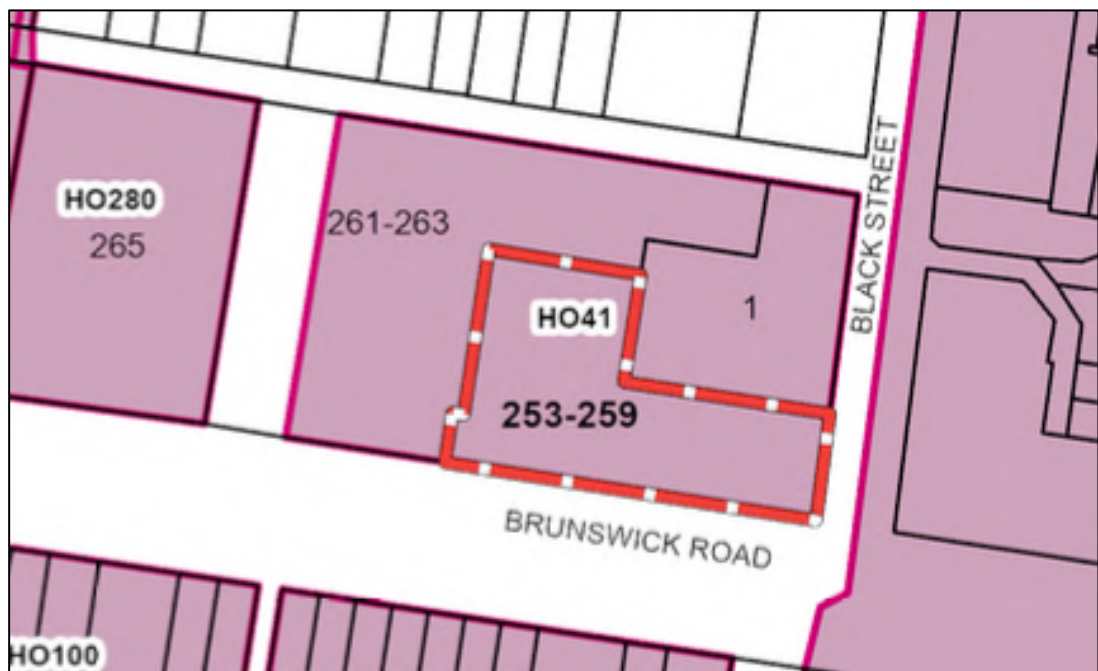 HO280
265
261-263
HO41
1
BLACK STREET
253-259
BRUNSWICK ROAD
HO100